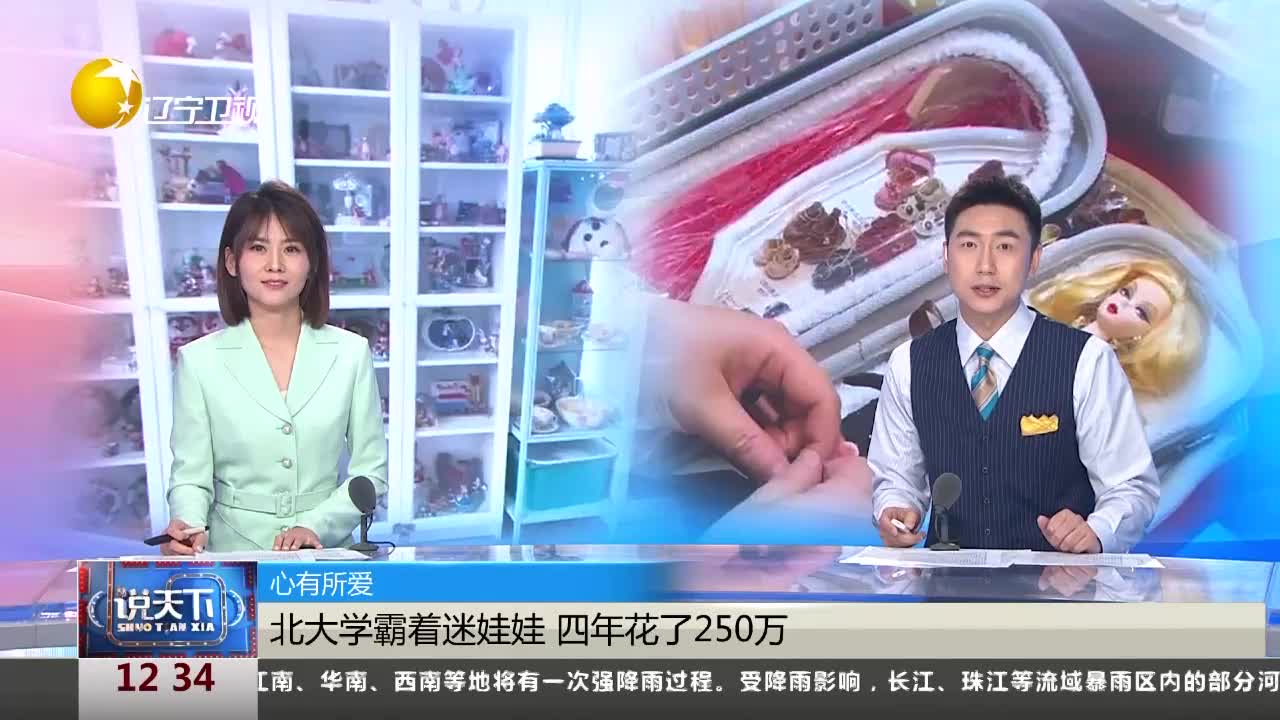 辽宁卫视
心有所爱
说天下
SHUO TIAN XIA
北大学霸着迷娃娃 四年花了250万
12 34
江南、华南、西南等地将有一次强降雨过程。受降雨影响，长江、珠江等流域暴雨区内的部分河